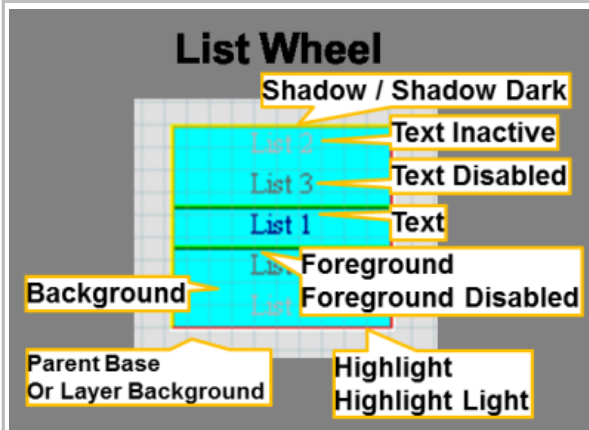 List Wheel
Shadow / Shadow Dark
List 2
Text Inactive
List 3
Text Disabled
List 1
Text
Foreground
Foreground Disabled
Background
List
Parent Base
Or Layer Background
Highlight
Highlight Light